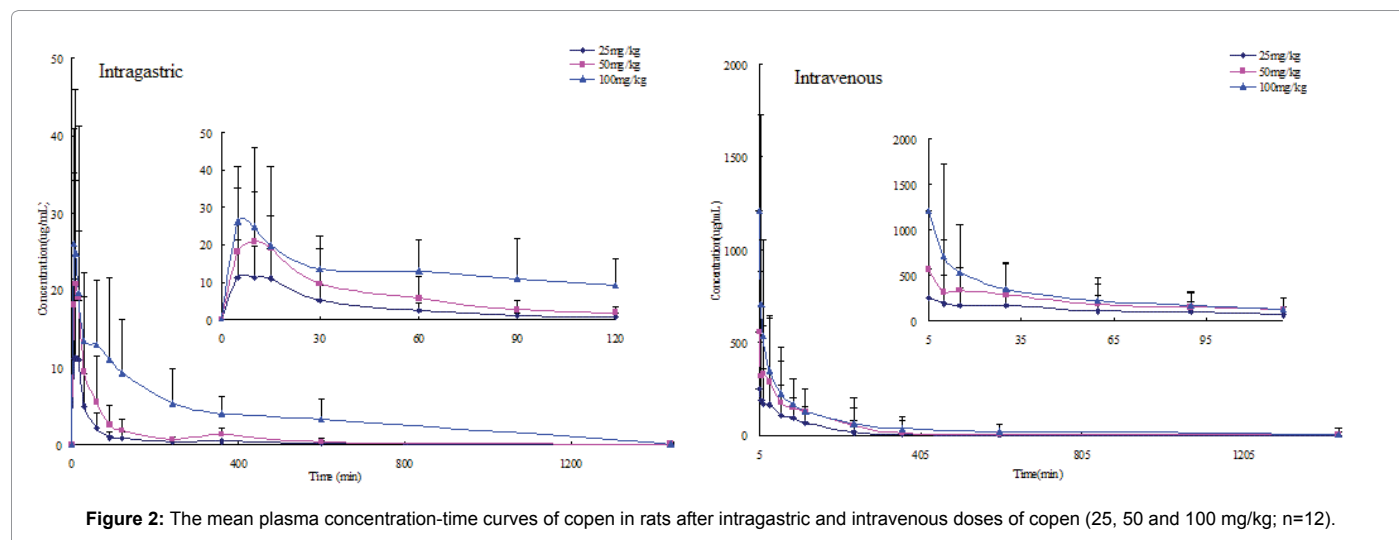 Intragastric
25mg/kg
50mg/kg
100mg/kg
Concentration(ug/mL)
50
40
30
20
10
0
50
40
30
20
10
0
0 30 60 90 120
0 400 800 1200
Time (min)
Intravenous
25mg/kg
50mg/kg
100mg/kg
Concentration(ug/mL)
2000
1500
1000
500
0
2000
1500
1000
500
0
5 35 65 95
5 405 805 1205
Time(min)
Figure 2: The mean plasma concentration-time curves of copen in rats after intragastric and intravenous doses of copen (25, 50 and 100 mg/kg; n=12).